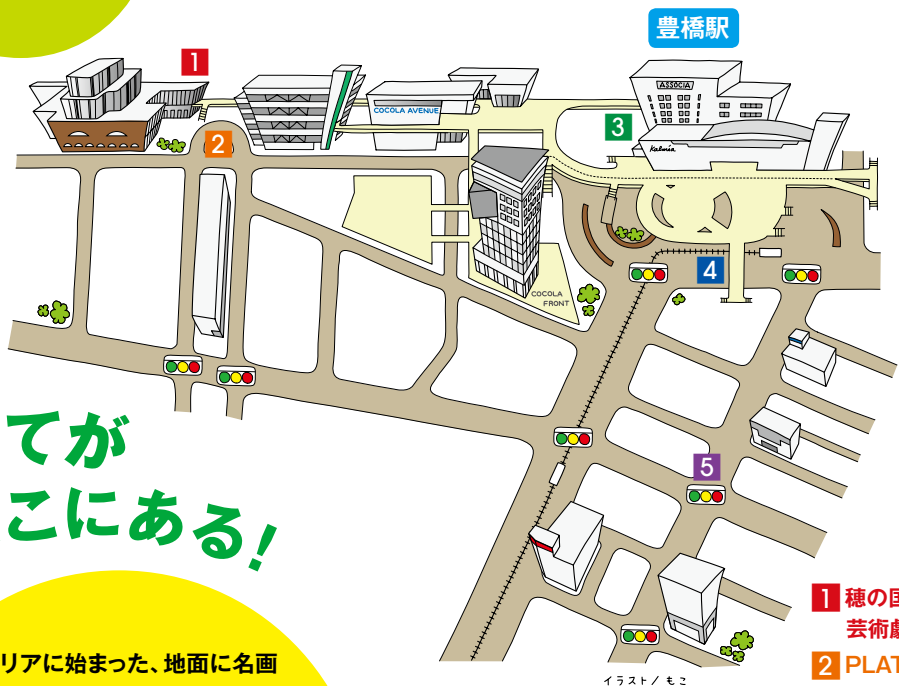 豊橋駅
1
ASSOCiA
COCOLA AVENUE
2
3
Kalmia
4
COCOLA
FRONT
てが
こにある!
5
1 穂の国
芸術劇
2 PLAT
リアに始まった、地面に名画
イラスト/もこ